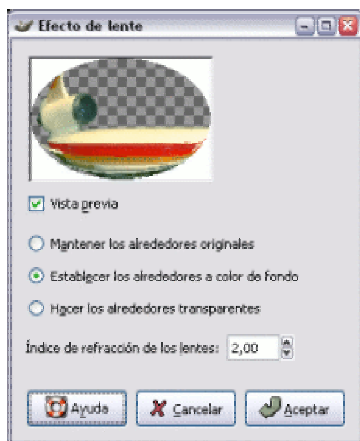 Efecto de lente
Vista previa
Mantener los alrededores originales
Establecer los alrededores a color de fondo
Hacer los alrededores transparentes
Índice de refracción de los lentes: 2,00
Ayuda Cancelar Aceptar